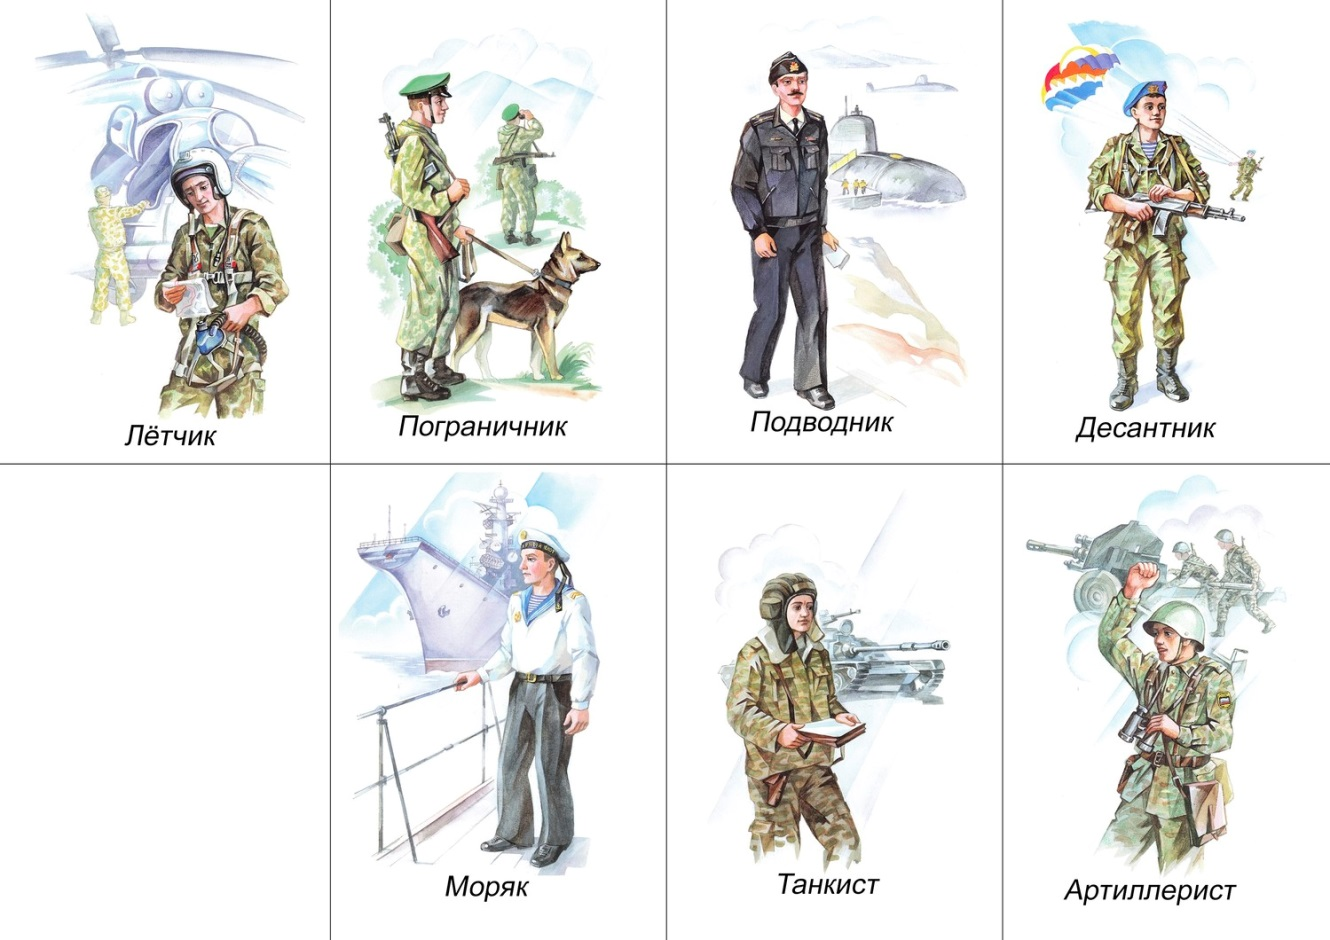 Лётчик
Пограничник
Подводник
Десантник
Моряк
Танкист
Артиллерист